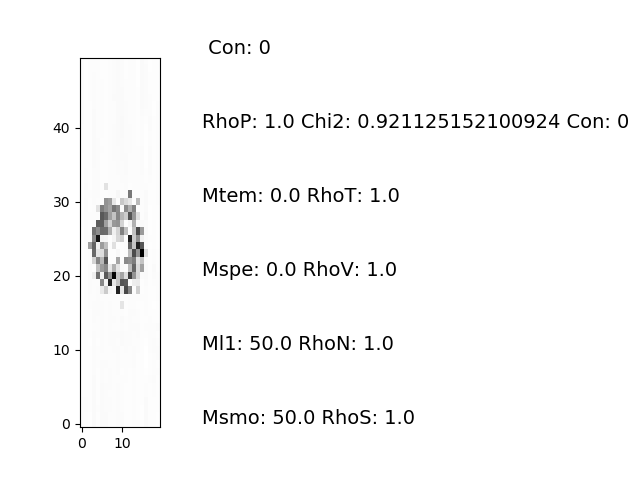 Con: 0
RhoP: 1.0 Chi2: 0.921125152100924 Con: 0
Mtem: 0.0 RhoT: 1.0
Mspe: 0.0 RhoV: 1.0
Ml1: 50.0 RhoN: 1.0
Msmo: 50.0 RhoS: 1.0
40
30
20
10
0
0 10